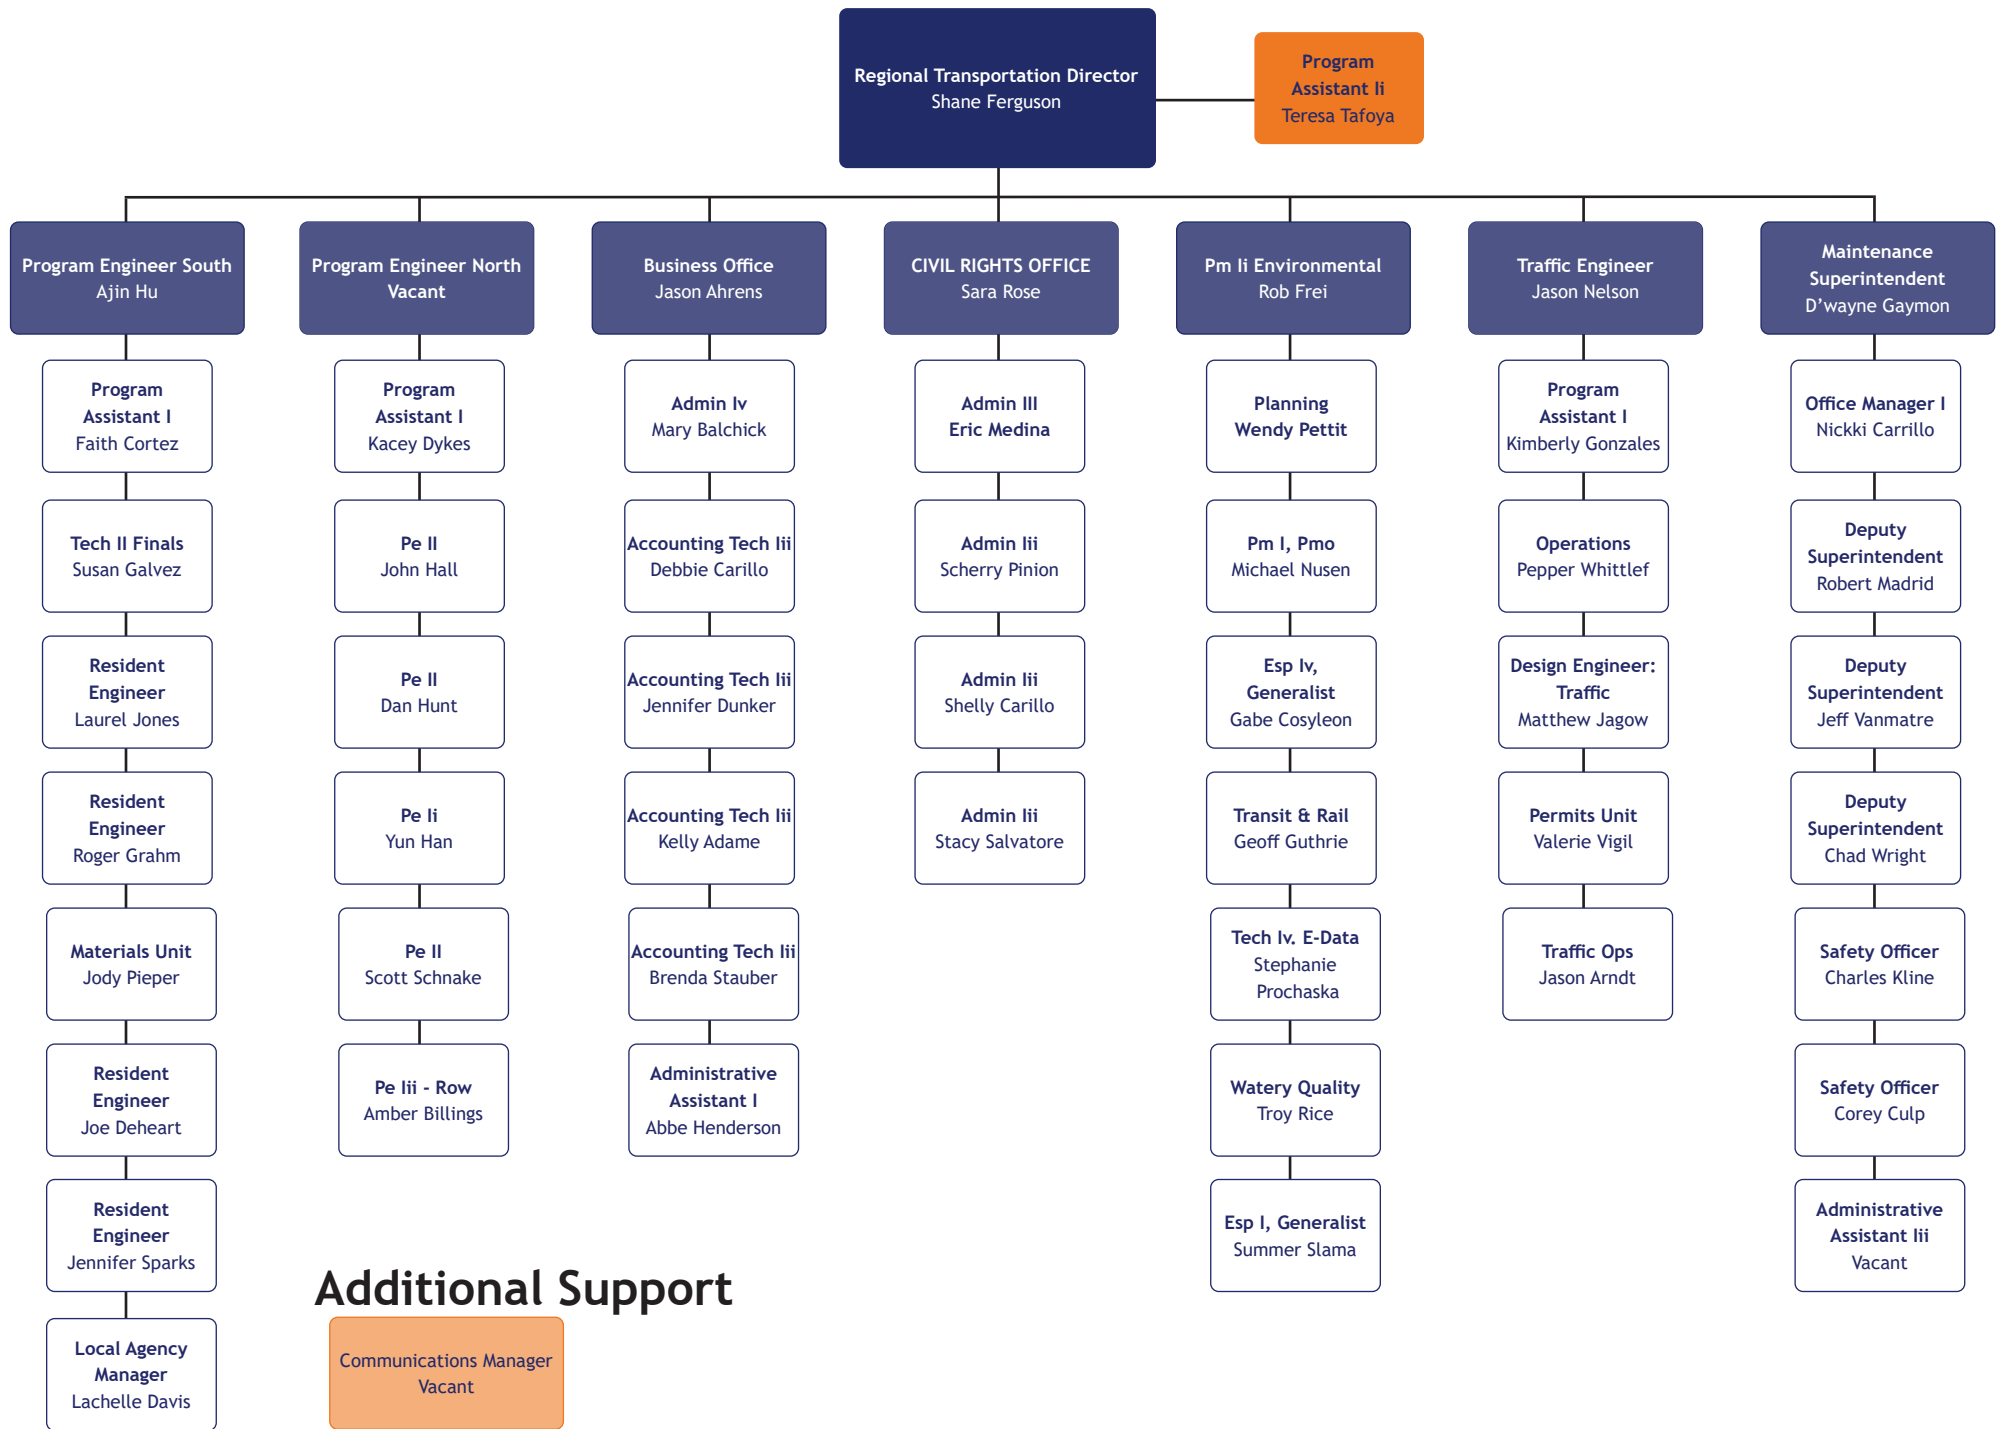 Regional Transportation Director
Shane Ferguson
Program
Assistant Ii
Teresa Tafoya
Program Engineer South
Ajin Hu
Program Engineer North
Vacant
Business Office
Jason Ahrens
CIVIL RIGHTS OFFICE
Sara Rose
Pm Ii Environmental
Rob Frei
Traffic Engineer
Jason Nelson
Maintenance
Superintendent
D’wayne Gaymon
Program
Assistant I
Faith Cortez
Tech II Finals
Susan Galvez
Resident
Engineer
Laurel Jones
Resident
Engineer
Roger Grahm
Materials Unit
Jody Pieper
Resident
Engineer
Joe Deheart
Resident
Engineer
Jennifer Sparks
Local Agency
Manager
Lachelle Davis
Program
Assistant I
Kacey Dykes
Pe II
John Hall
Pe II
Dan Hunt
Pe Ii
Yun Han
Pe II
Scott Schnake
Pe Iii - Row
Amber Billings
Admin Iv
Mary Balchick
Accounting Tech Iii
Debbie Carillo
Accounting Tech Iii
Jennifer Dunker
Accounting Tech Iii
Kelly Adame
Accounting Tech Iii
Brenda Stauber
Administrative
Assistant I
Abbe Henderson
Admin III
Eric Medina
Admin Iii
Scherry Pinion
Admin Iii
Shelly Carillo
Admin Iii
Stacy Salvatore
Planning
Wendy Pettit
Pm I, Pmo
Michael Nusen
Esp Iv,
Generalist
Gabe Cosyleon
Transit & Rail
Geoff Guthrie
Tech Iv. E-Data
Stephanie
Prochaska
Watery Quality
Troy Rice
Esp I, Generalist
Summer Slama
Program
Assistant I
Kimberly Gonzales
Operations
Pepper Whittlef
Design Engineer:
Traffic
Matthew Jagow
Permits Unit
Valerie Vigil
Traffic Ops
Jason Arndt
Office Manager I
Nickki Carrillo
Deputy
Superintendent
Robert Madrid
Deputy
Superintendent
Jeff Vanmatre
Deputy
Superintendent
Chad Wright
Safety Officer
Charles Kline
Safety Officer
Corey Culp
Administrative
Assistant Iii
Vacant
Additional Support
Communications Manager
Vacant